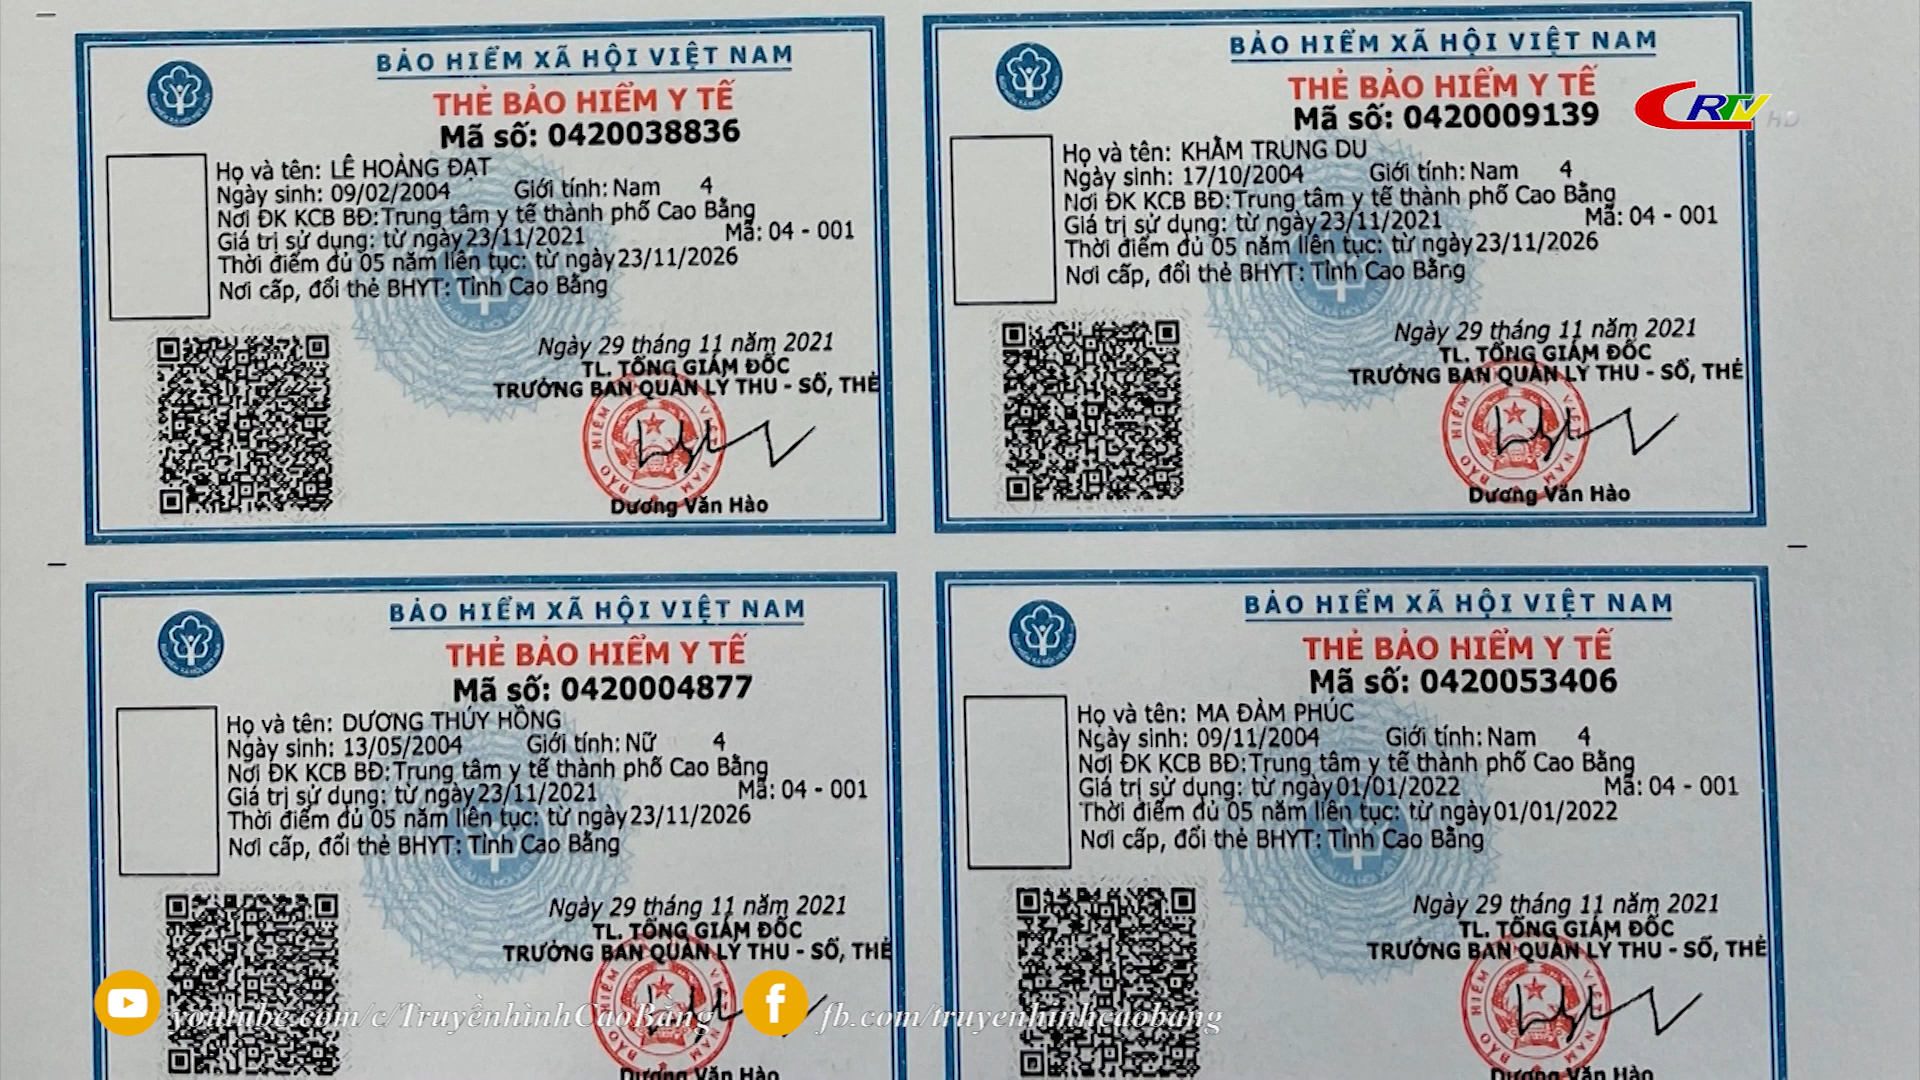 BẢO HIỂM XÃ HỘI VIỆT NAM
THẺ BẢO HIỂM Y TẾ
Mã số: 0420038836
Họ và tên: LÊ HOÀNG ĐẠT
Ngày sinh: 09/02/2004 Giới tính: Nam 4
Nơi ĐK KCB BĐ: Trung tâm y tế thành phố Cao Bằng
Giá trị sử dụng: từ ngày 23/11/2021 Mã: 04 - 001
Thời điểm đủ 05 năm liên tục: từ ngày 23/11/2026
Nơi cấp, đổi thẻ BHYT: Tỉnh Cao Bằng
Ngày 29 tháng 11 năm 2021
TL. TỔNG GIÁM ĐỐC
TRƯỞNG BAN QUẢN LÝ THU - SỔ, THẺ
BẢO HIỂM VIỆT NAM
Dương Văn Hào
BẢO HIỂM XÃ HỘI VIỆT NAM
THẺ BẢO HIỂM Y TẾ
Mã số: 0420009139
Họ và tên: KHẰM TRUNG DU
Ngày sinh: 17/10/2004 Giới tính: Nam 4
Nơi ĐK KCB BĐ: Trung tâm y tế thành phố Cao Bằng
Giá trị sử dụng: từ ngày 23/11/2021 Mã: 04 - 001
Thời điểm đủ 05 năm liên tục: từ ngày 23/11/2026
Nơi cấp, đổi thẻ BHYT: Tỉnh Cao Bằng
Ngày 29 tháng 11 năm 2021
TL. TỔNG GIÁM ĐỐC
TRƯỞNG BAN QUẢN LÝ THU - SỔ, THẺ
BẢO HIỂM VIỆT NAM
Dương Văn Hào
CRTV HD
BẢO HIỂM XÃ HỘI VIỆT NAM
THẺ BẢO HIỂM Y TẾ
Mã số: 0420004877
Họ và tên: DƯƠNG THÚY HỒNG
Ngày sinh: 13/05/2004 Giới tính: Nữ 4
Nơi ĐK KCB BĐ: Trung tâm y tế thành phố Cao Bằng
Giá trị sử dụng: từ ngày 23/11/2021 Mã: 04 - 001
Thời điểm đủ 05 năm liên tục: từ ngày 23/11/2026
Nơi cấp, đổi thẻ BHYT: Tỉnh Cao Bằng
Ngày 29 tháng 11 năm 2021
TL. TỔNG GIÁM ĐỐC
TRƯỞNG BAN QUẢN LÝ THU - SỔ, THẺ
Dương Văn Hào
BẢO HIỂM XÃ HỘI VIỆT NAM
THẺ BẢO HIỂM Y TẾ
Mã số: 0420053406
Họ và tên: MA ĐÀM PHÚC
Ngày sinh: 09/11/2004 Giới tính: Nam 4
Nơi ĐK KCB BĐ: Trung tâm y tế thành phố Cao Bằng
Giá trị sử dụng: từ ngày 01/01/2022 Mã: 04 - 001
Thời điểm đủ 05 năm liên tục: từ ngày 01/01/2022
Nơi cấp, đổi thẻ BHYT: Tỉnh Cao Bằng
Ngày 29 tháng 11 năm 2021
TL. TỔNG GIÁM ĐỐC
TRƯỞNG BAN QUẢN LÝ THU - SỔ, THẺ
Dương Văn Hào
youtube.com/c/TruyềnhìnhCaoBằng
fb.com/truyenhinhcaobang